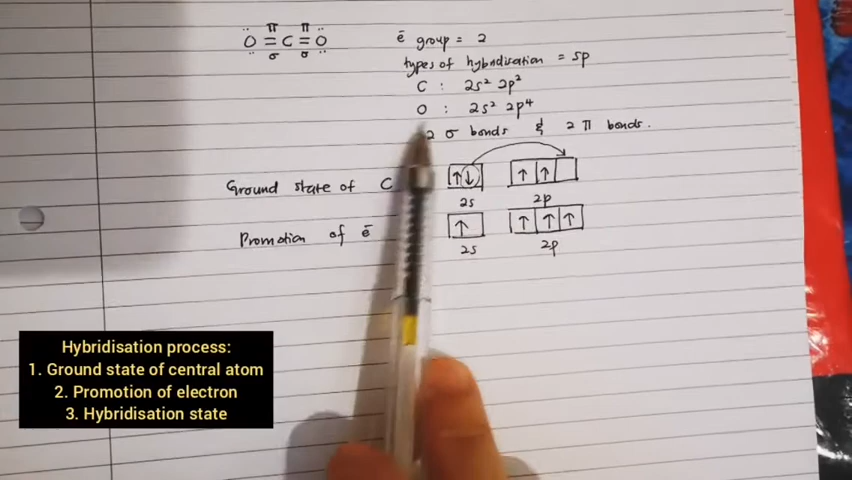 π π
O = C = O
σ σ
ē group = 2
types of hybridisation = sp
C : 2s² 2p²
O : 2s² 2p⁴
2 σ bonds & 2 π bonds.
Ground state of C ↑↓ ↑ ↑
2s 2p
Promotion of ē ↑ ↑ ↑ ↑
2s 2p
Hybridisation process:
1. Ground state of central atom
2. Promotion of electron
3. Hybridisation state